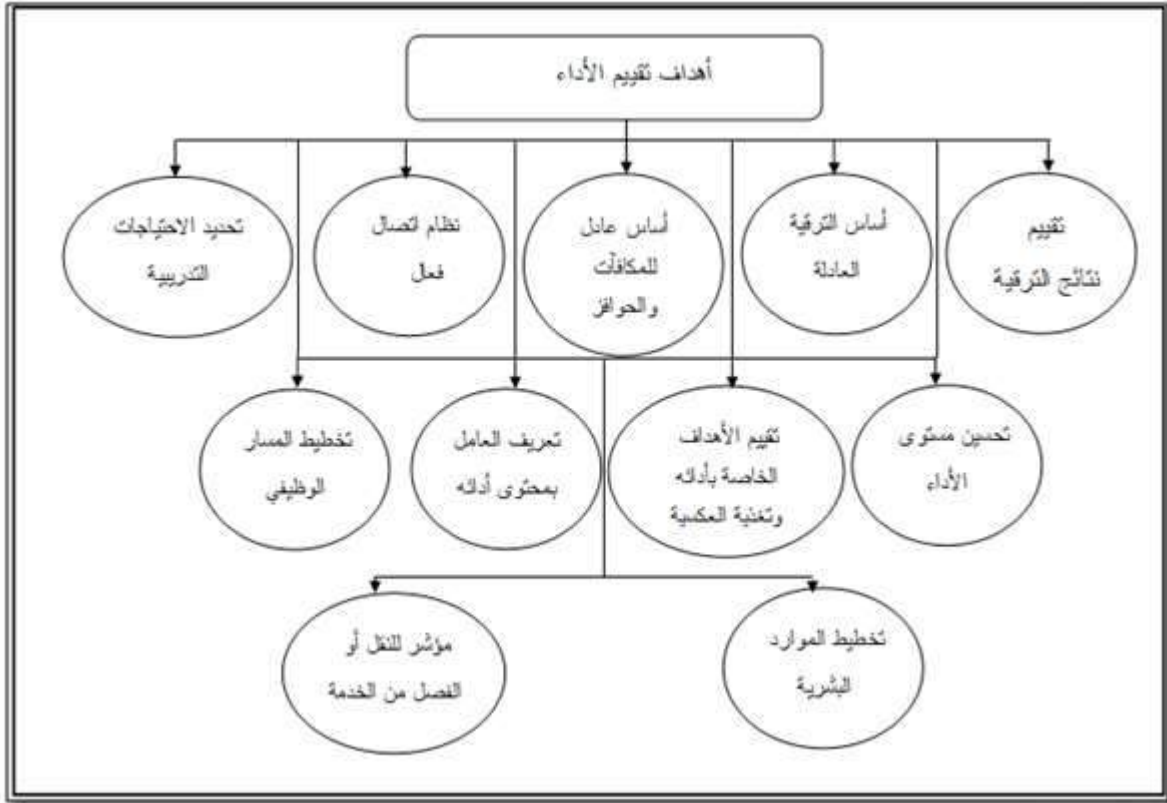 أهداف تقييم الأداء
تقييم
نتائج الترقية
أساس الترقية
العادلة
أساس عادل
للمكافآت
والحوافز
نظام اتصال
فعال
تحديد الاحتياجات
التدريبية
تحسين مستوى
الأداء
تقييم الأهداف
الخاصة بأدائه
وتغذية العكسية
تعريف العامل
بمحتوى أدائه
تخطيط المسار
الوظيفي
تخطيط الموارد
البشرية
مؤشر للنقل أو
الفصل من الخدمة